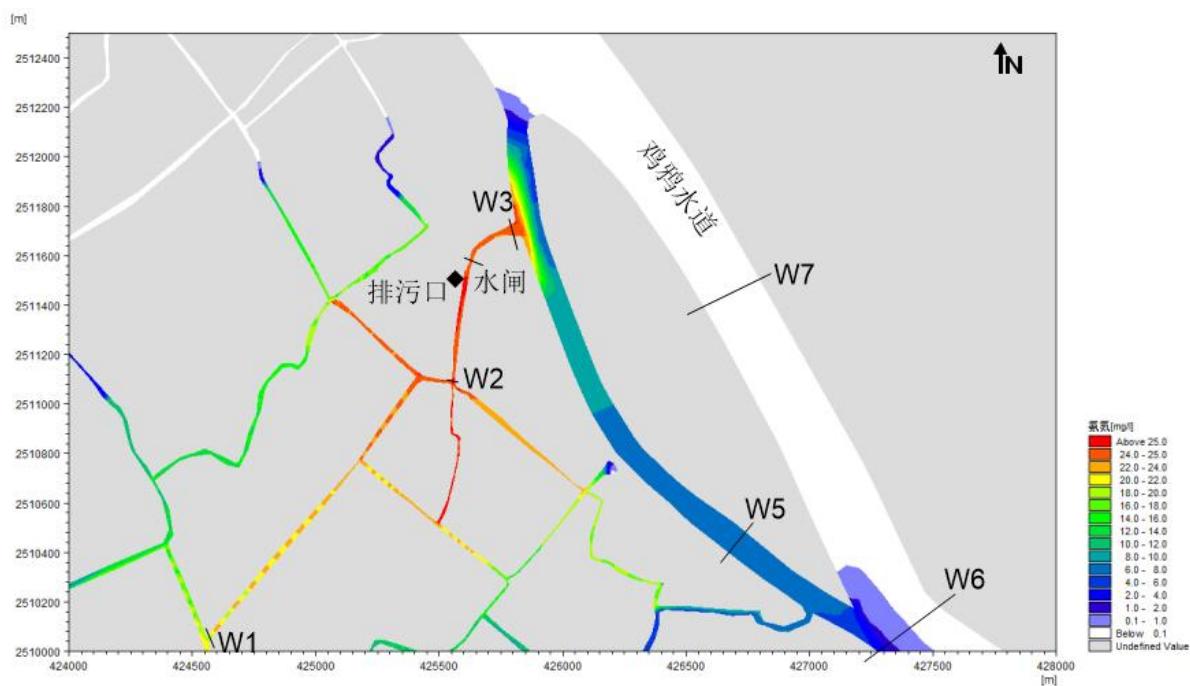 [m]
N
2512400
2512200
2512000
2511800
2511600
2511400
2511200
2511000
2510800
2510600
2510400
2510200
2510000
鸡鸦水道
W3
水闸
排污口
W7
W2
W5
W6
W1
424000 424500 425000 425500 426000 426500 427000 427500 428000
[m]
氨氮[mg/l]
Above 25.0
24.0 - 25.0
22.0 - 24.0
20.0 - 22.0
18.0 - 20.0
16.0 - 18.0
14.0 - 16.0
12.0 - 14.0
10.0 - 12.0
8.0 - 10.0
6.0 - 8.0
4.0 - 6.0
2.0 - 4.0
1.0 - 2.0
0.1 - 1.0
Below 0.1
Undefined Value